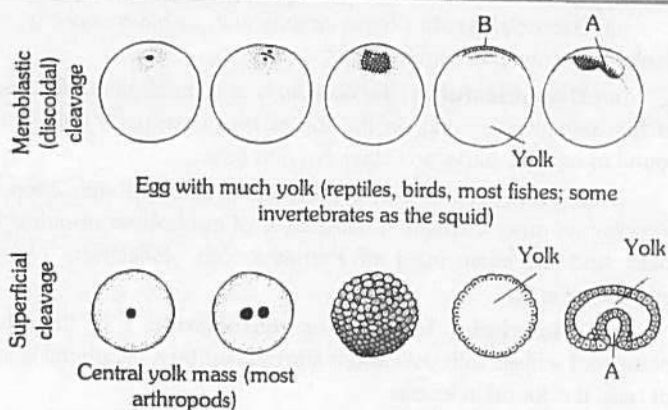 Meroblastic
(discoidal)
cleavage
B
A
Yolk
Egg with much yolk (reptiles, birds, most fishes; some
invertebrates as the squid)
Superficial
cleavage
Yolk
Yolk
A
Central yolk mass (most
arthropods)